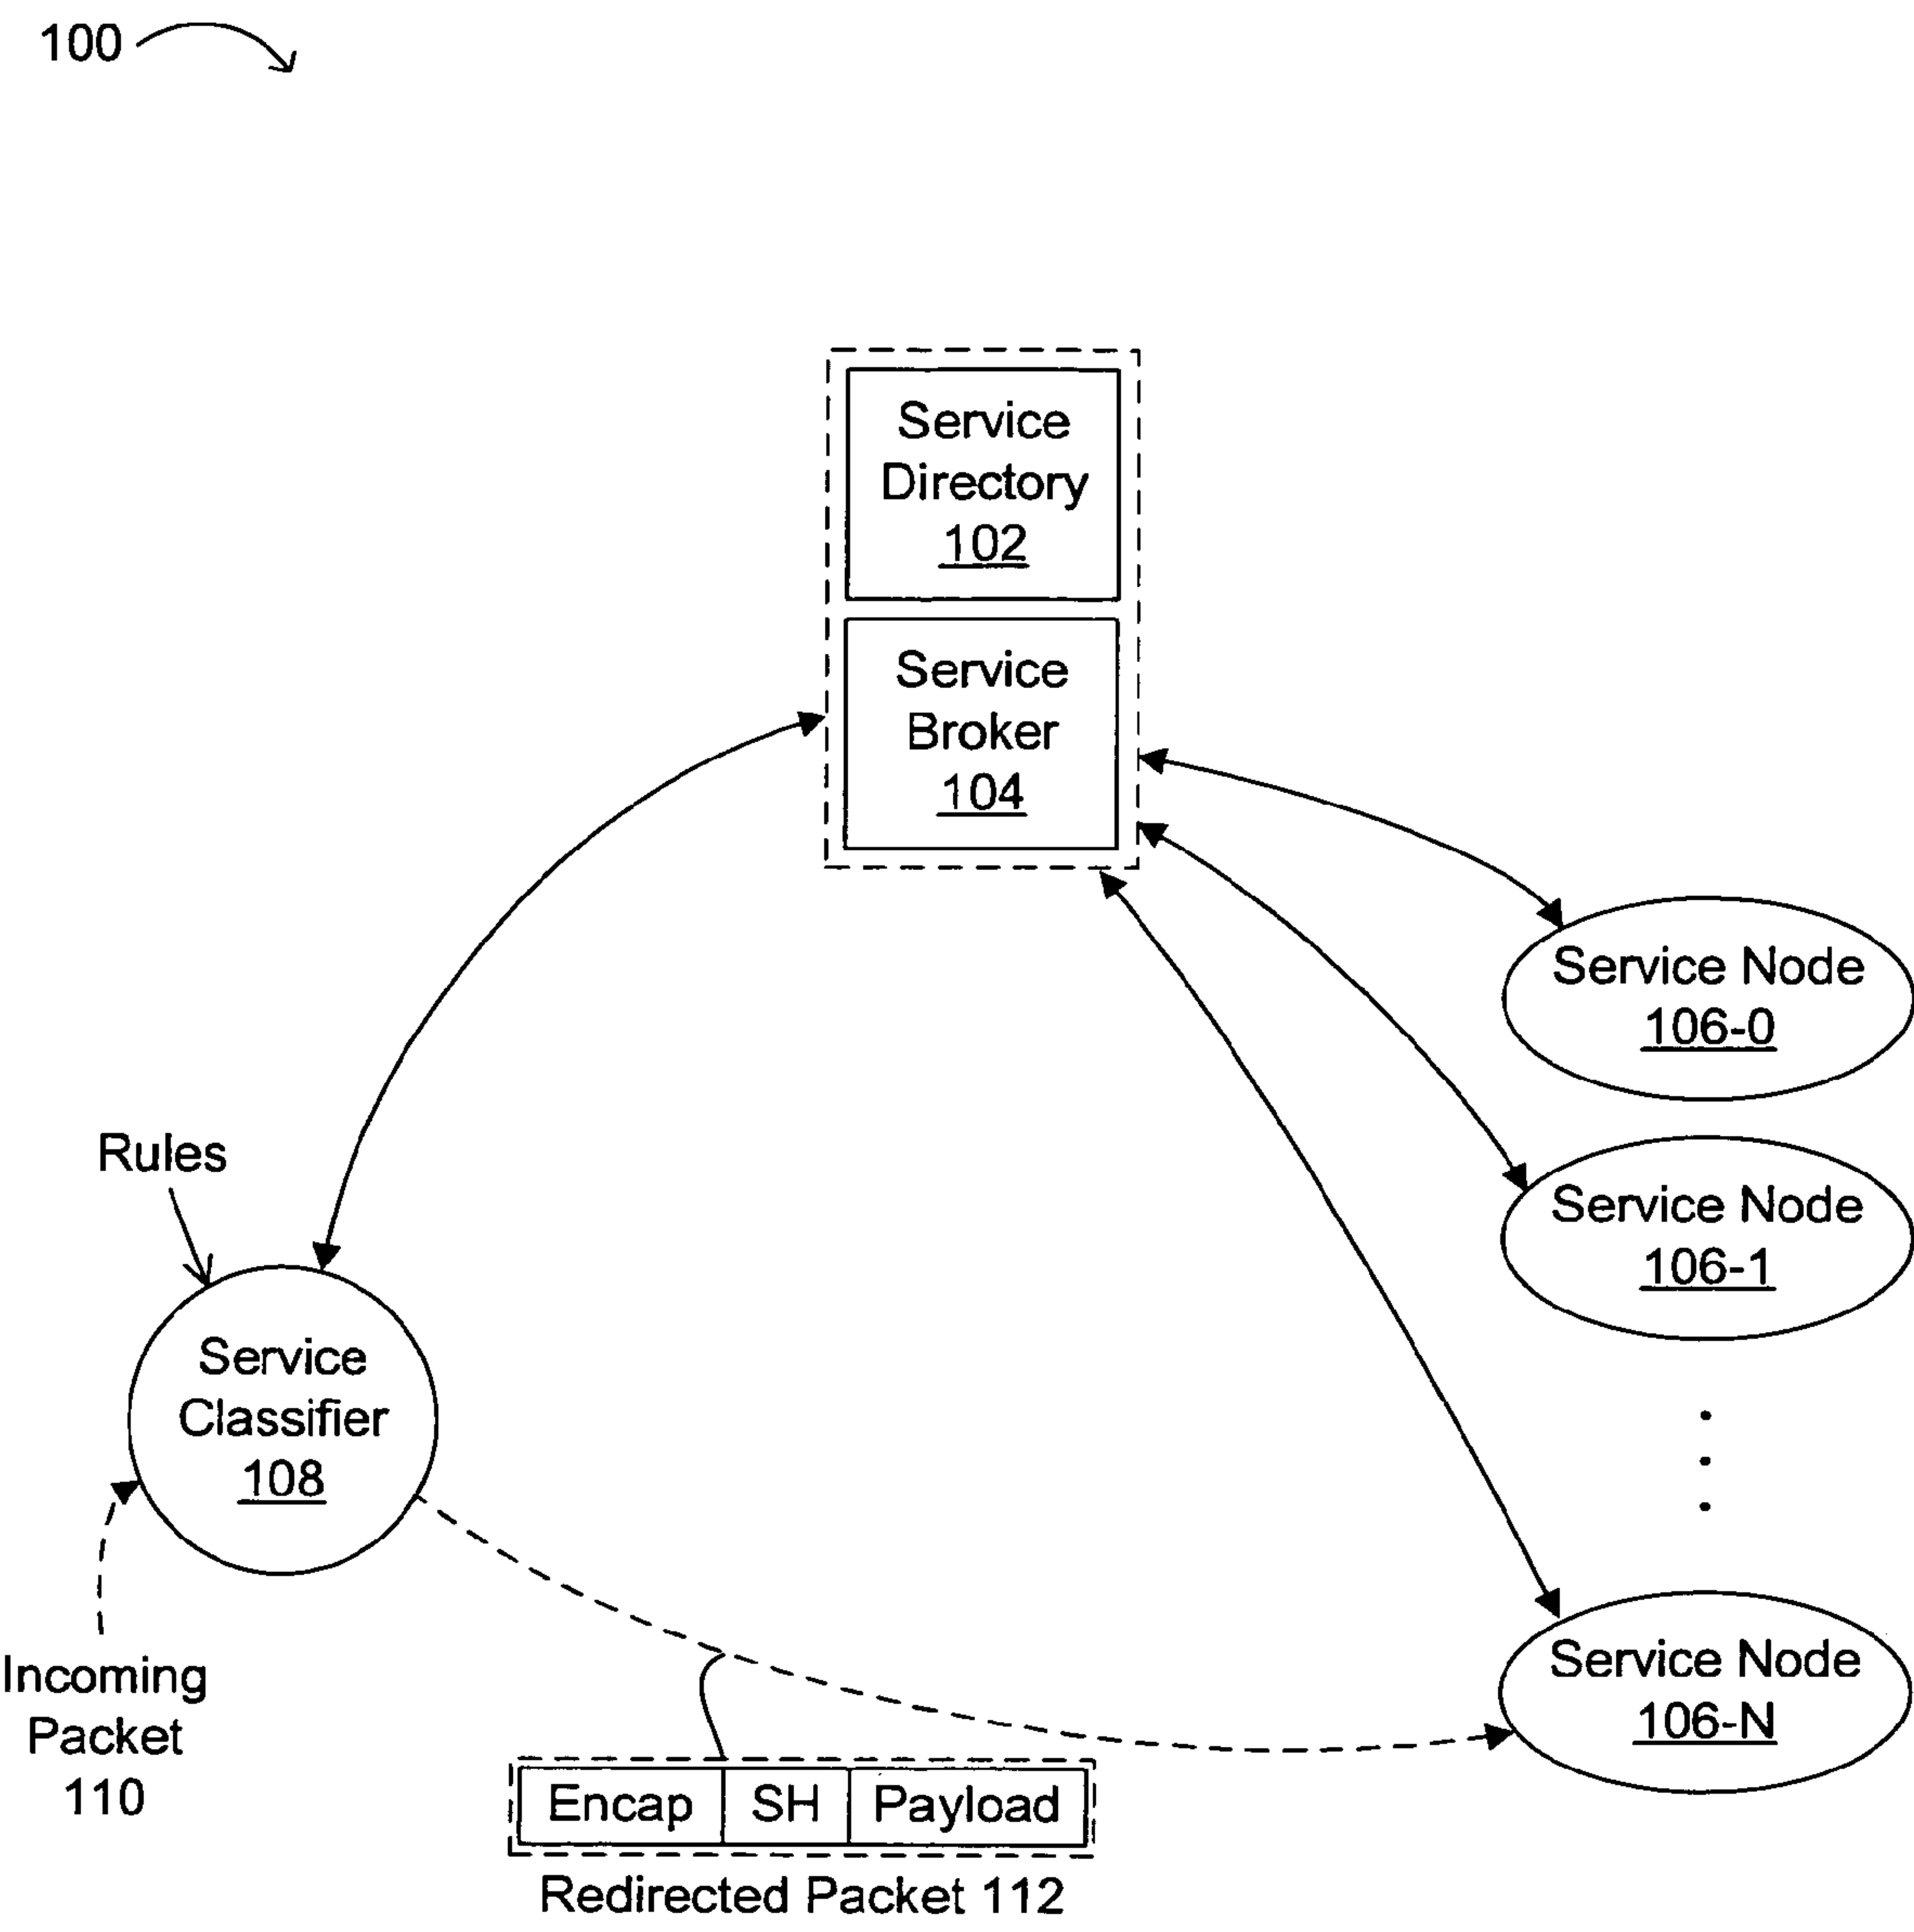 100
Service
Directory
102
Service
Broker
104
Service Node
106-0
Rules
Service Node
106-1
Service
Classifier
108
Incoming
Packet
110
Service Node
106-N
Encap SH Payload
Redirected Packet 112